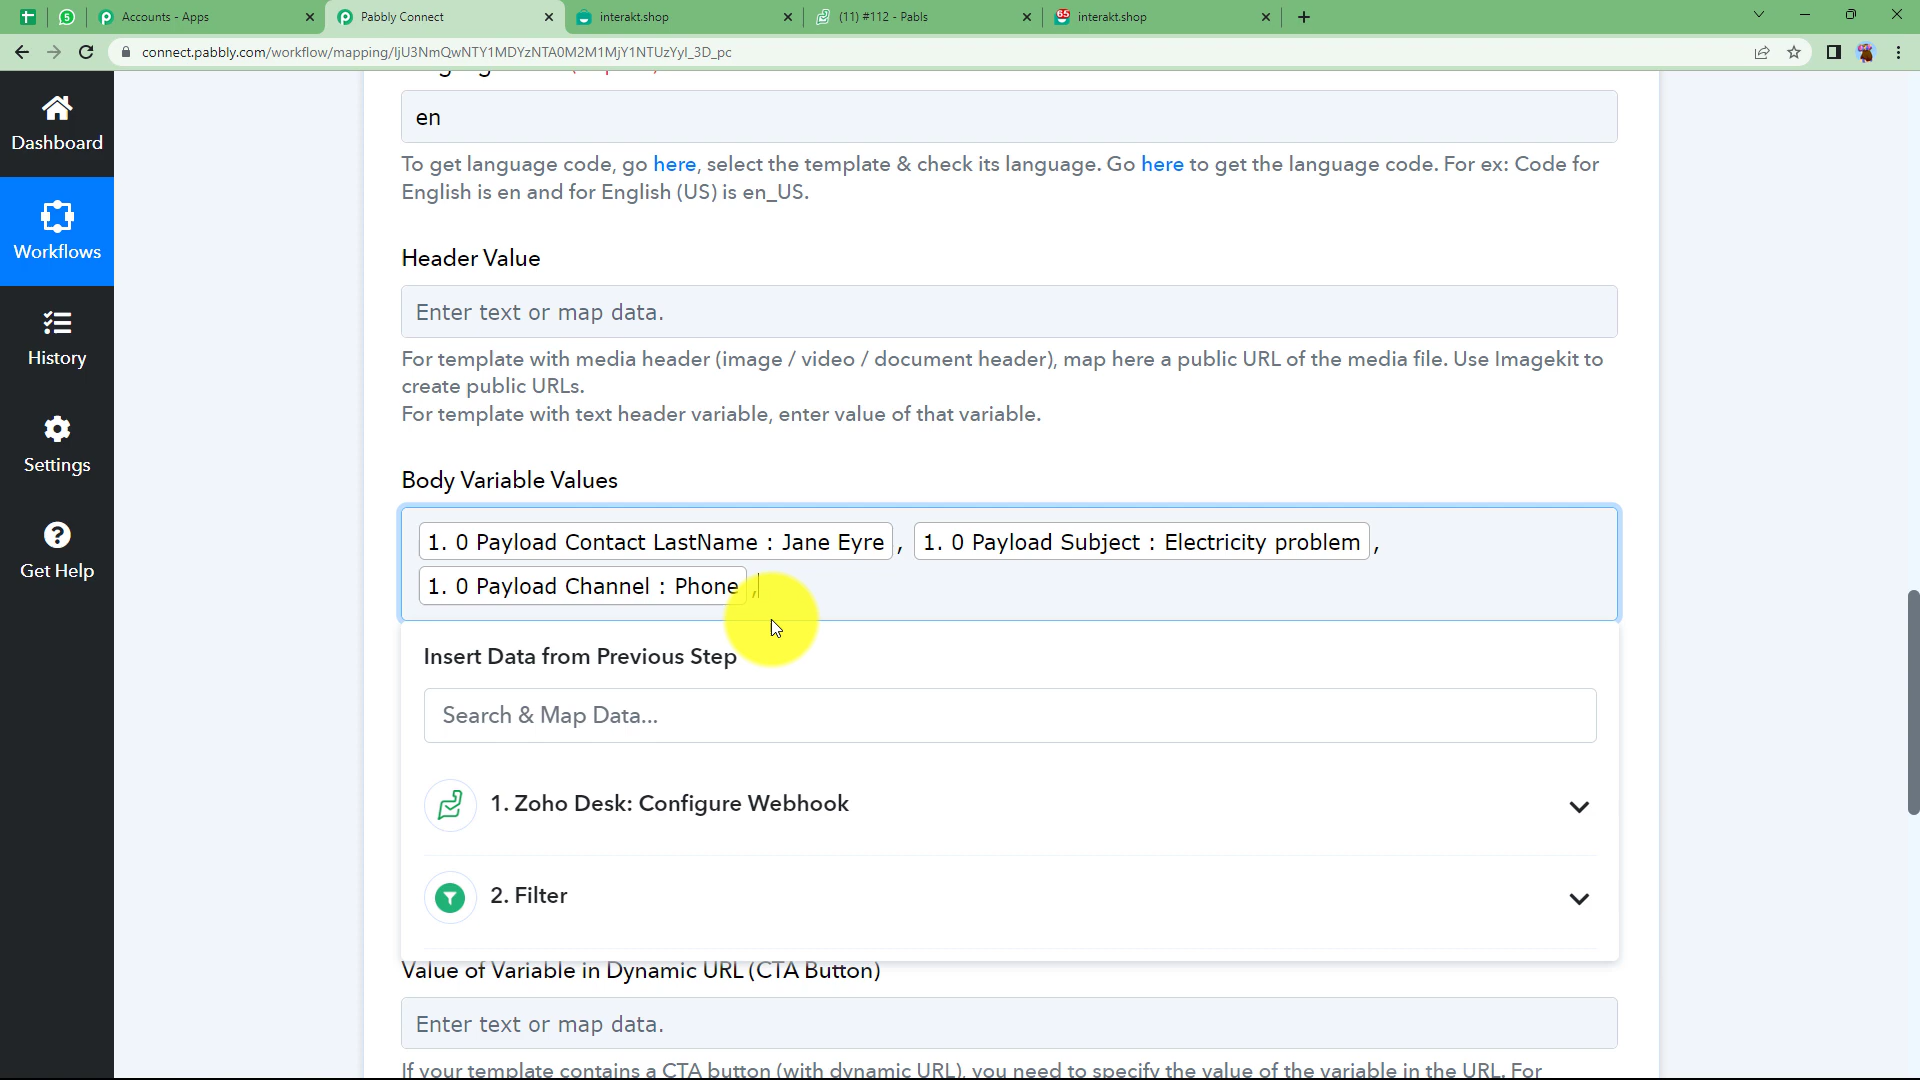 Accounts - Apps
Pabbly Connect
interakt.shop
(11) #112 - Pabls
65
interakt.shop
connect.pabbly.com/workflow/mapping/IjU3NmQwNTY1MDYzNTA0M2M1MjY1NTUzYyI_3D_pc
Dashboard
Workflows
History
Settings
Get Help
en
To get language code, go here, select the template & check its language. Go here to get the language code. For ex: Code for
English is en and for English (US) is en_US.
Header Value
Enter text or map data.
For template with media header (image / video / document header), map here a public URL of the media file. Use Imagekit to
create public URLs.
For template with text header variable, enter value of that variable.
Body Variable Values
1. 0 Payload Contact LastName : Jane Eyre , 1. 0 Payload Subject : Electricity problem ,
1. 0 Payload Channel : Phone ,
Insert Data from Previous Step
Search & Map Data...
1. Zoho Desk: Configure Webhook
2. Filter
Value of Variable in Dynamic URL (CTA Button)
Enter text or map data.
If your template contains a CTA button (with dynamic URL), you need to specify the value of the variable in the URL. For